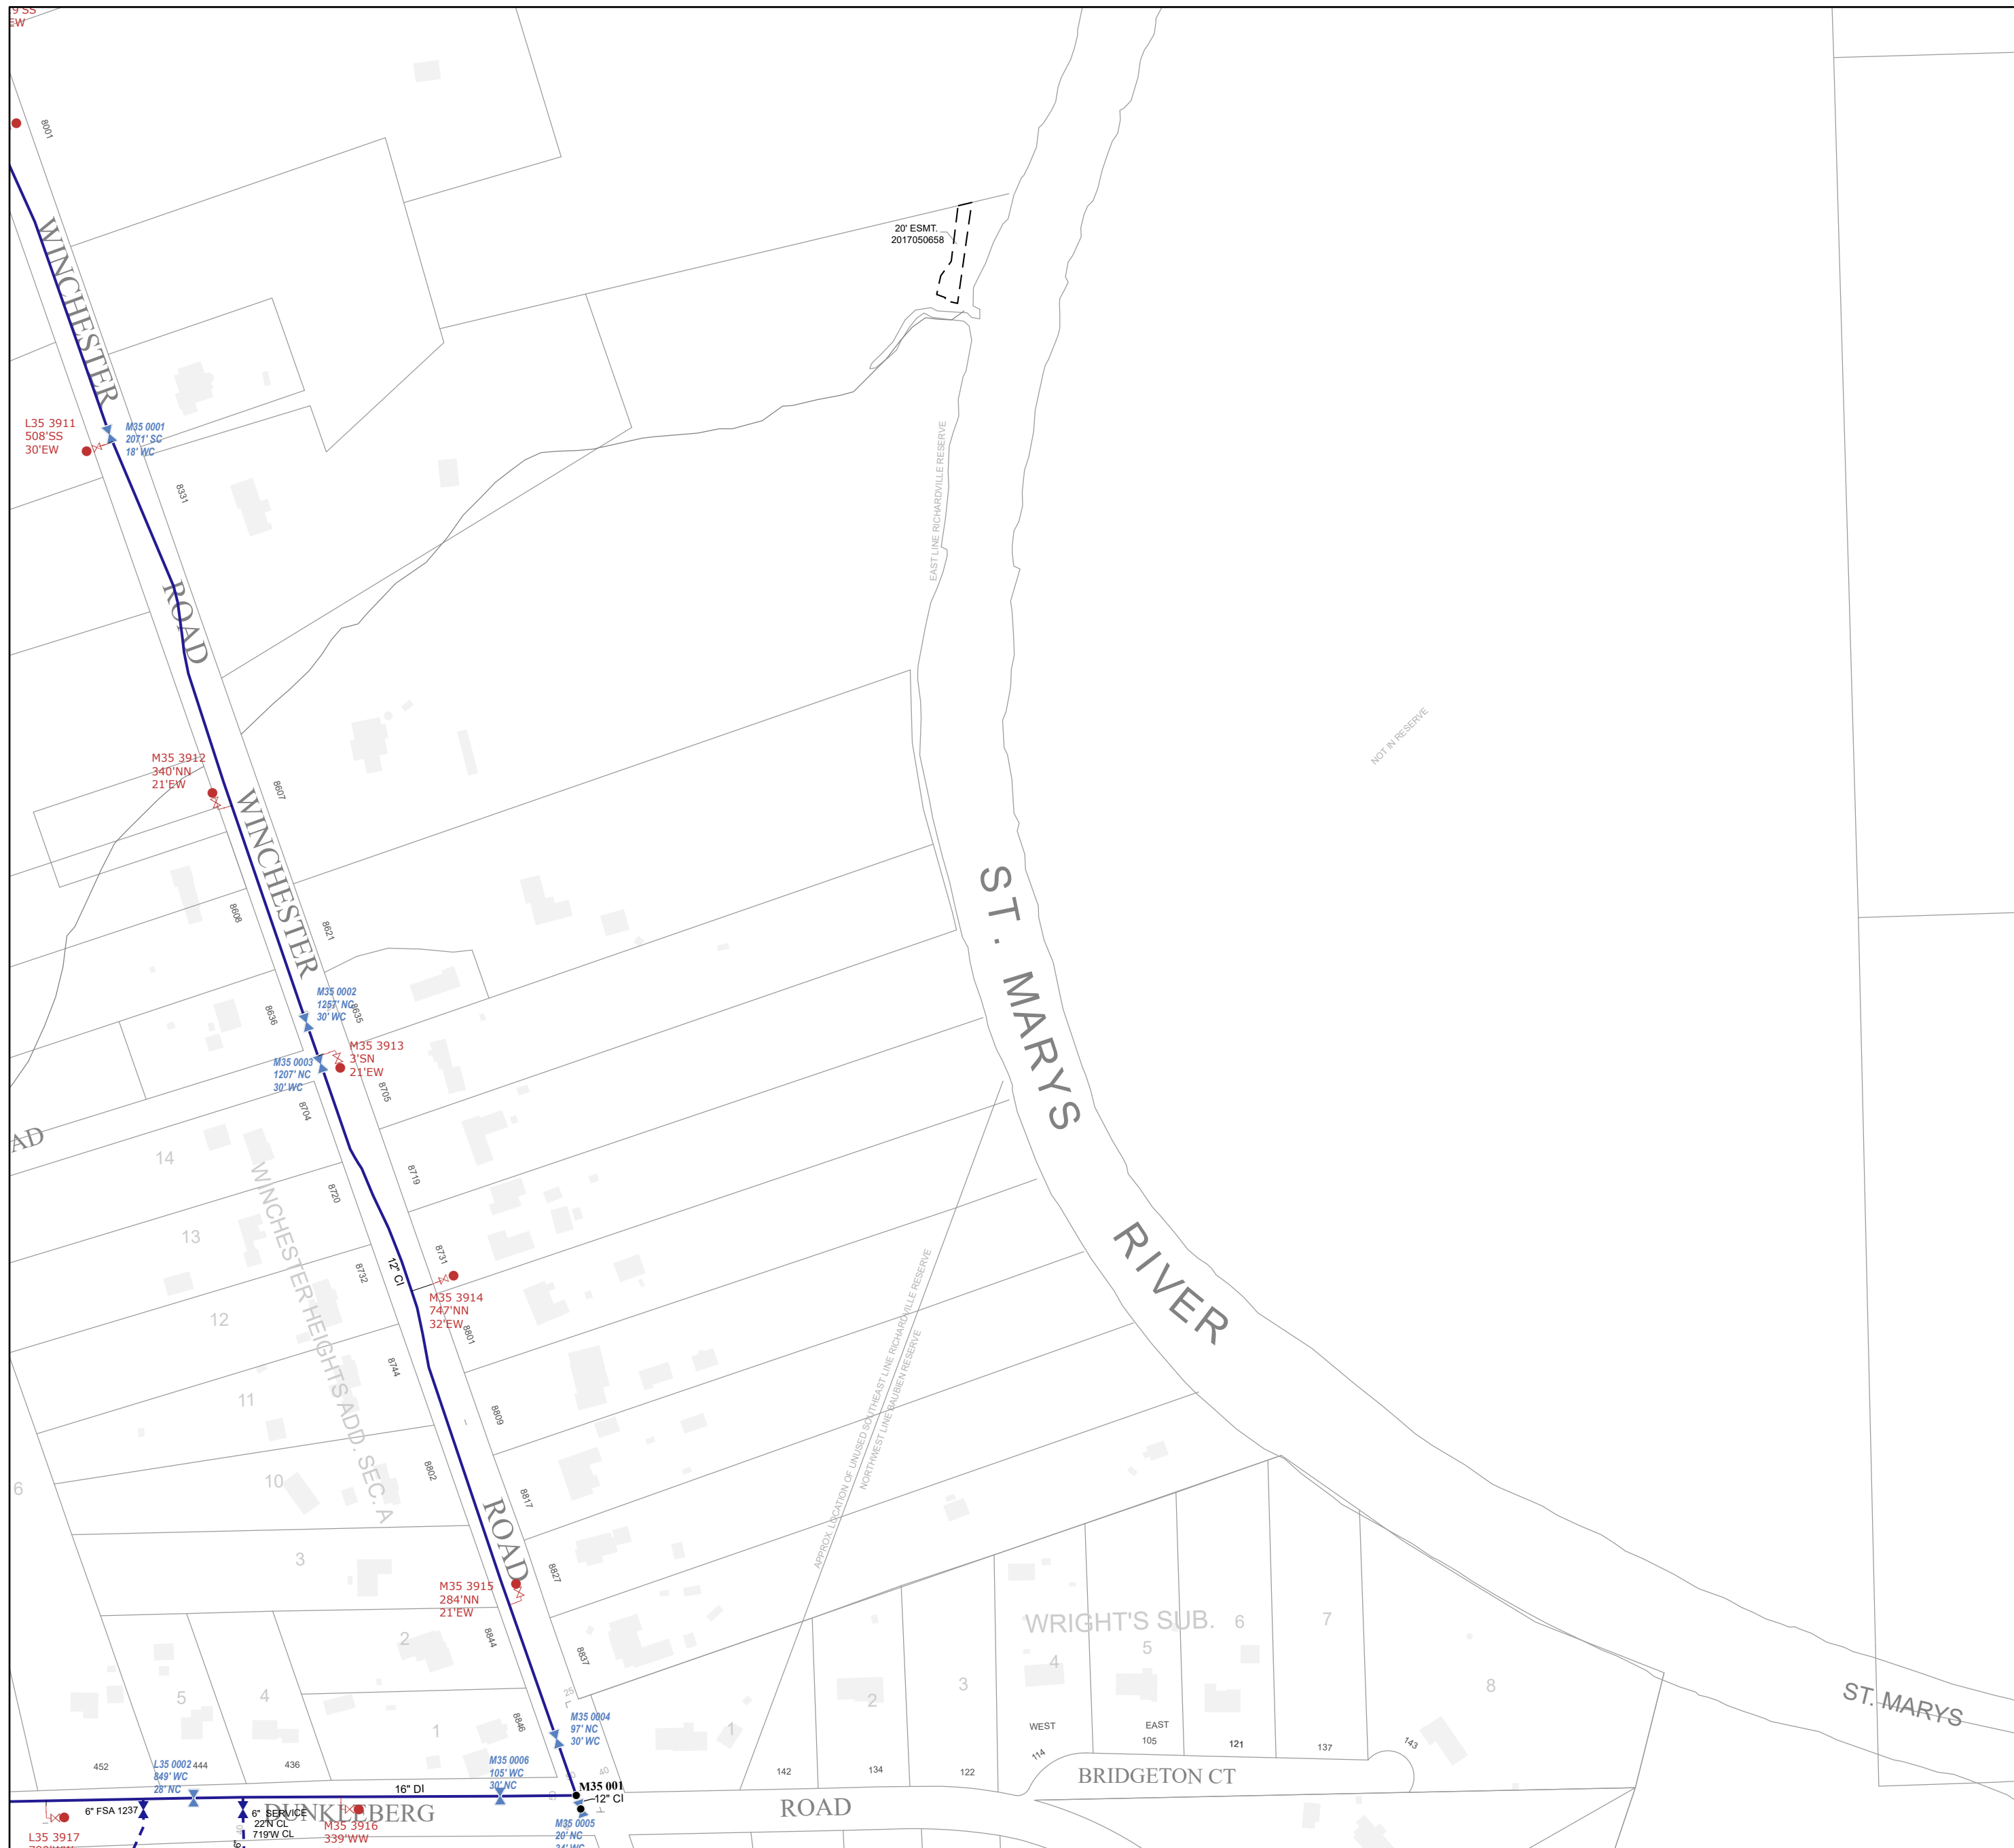 9'SS
EW
8001
WINCHESTER
20' ESMT.
2017050658
L35 3911
508'SS
30'EW
M35 0001
2071' SC
18' WC
8331
EAST LINE RICHARDVILLE RESERVE
ROAD
NOT IN RESERVE
M35 3912
340'NN
21'EW
8607
WINCHESTER
8608
8621
ST. MARYS
RIVER
M35 0002
1257' NC
30' WC
8635
8636
M35 3913
3'SN
21'EW
M35 0003
1207' NC
30' WC
8705
8704
AD
14
8719
8720
WINCHESTER HEIGHTS ADD. SEC. A
13
8731
12" CI
8732
M35 3914
747'NN
32'EW
8801
12
APPROX. LOCATION OF UNUSED SOUTHEAST LINE RICHARDVILLE RESERVE
NORTHWEST LINE BAUBIEN RESERVE
8744
11
8809
8802
10
6
8817
ROAD
3
8827
M35 3915
284'NN
21'EW
WRIGHT'S SUB.
6
7
5
4
8844
2
8837
3
8
5
4
25
2
1
1
ST. MARYS
8846
M35 0004
97' NC
30' WC
WEST
EAST
114
105
121
137
143
452
L35 0002
849' WC
28' NC
444
436
M35 0006
105' WC
30' NC
142
134
122
BRIDGETON CT
40
M35 001
16" DI
12" CI
6" FSA 1237
6" SERVICE
22'N CL
719'W CL
DUNKLEBERG
ROAD
M35 3916
339'WW
M35 0005
20' NC
24' WC
L35 3917